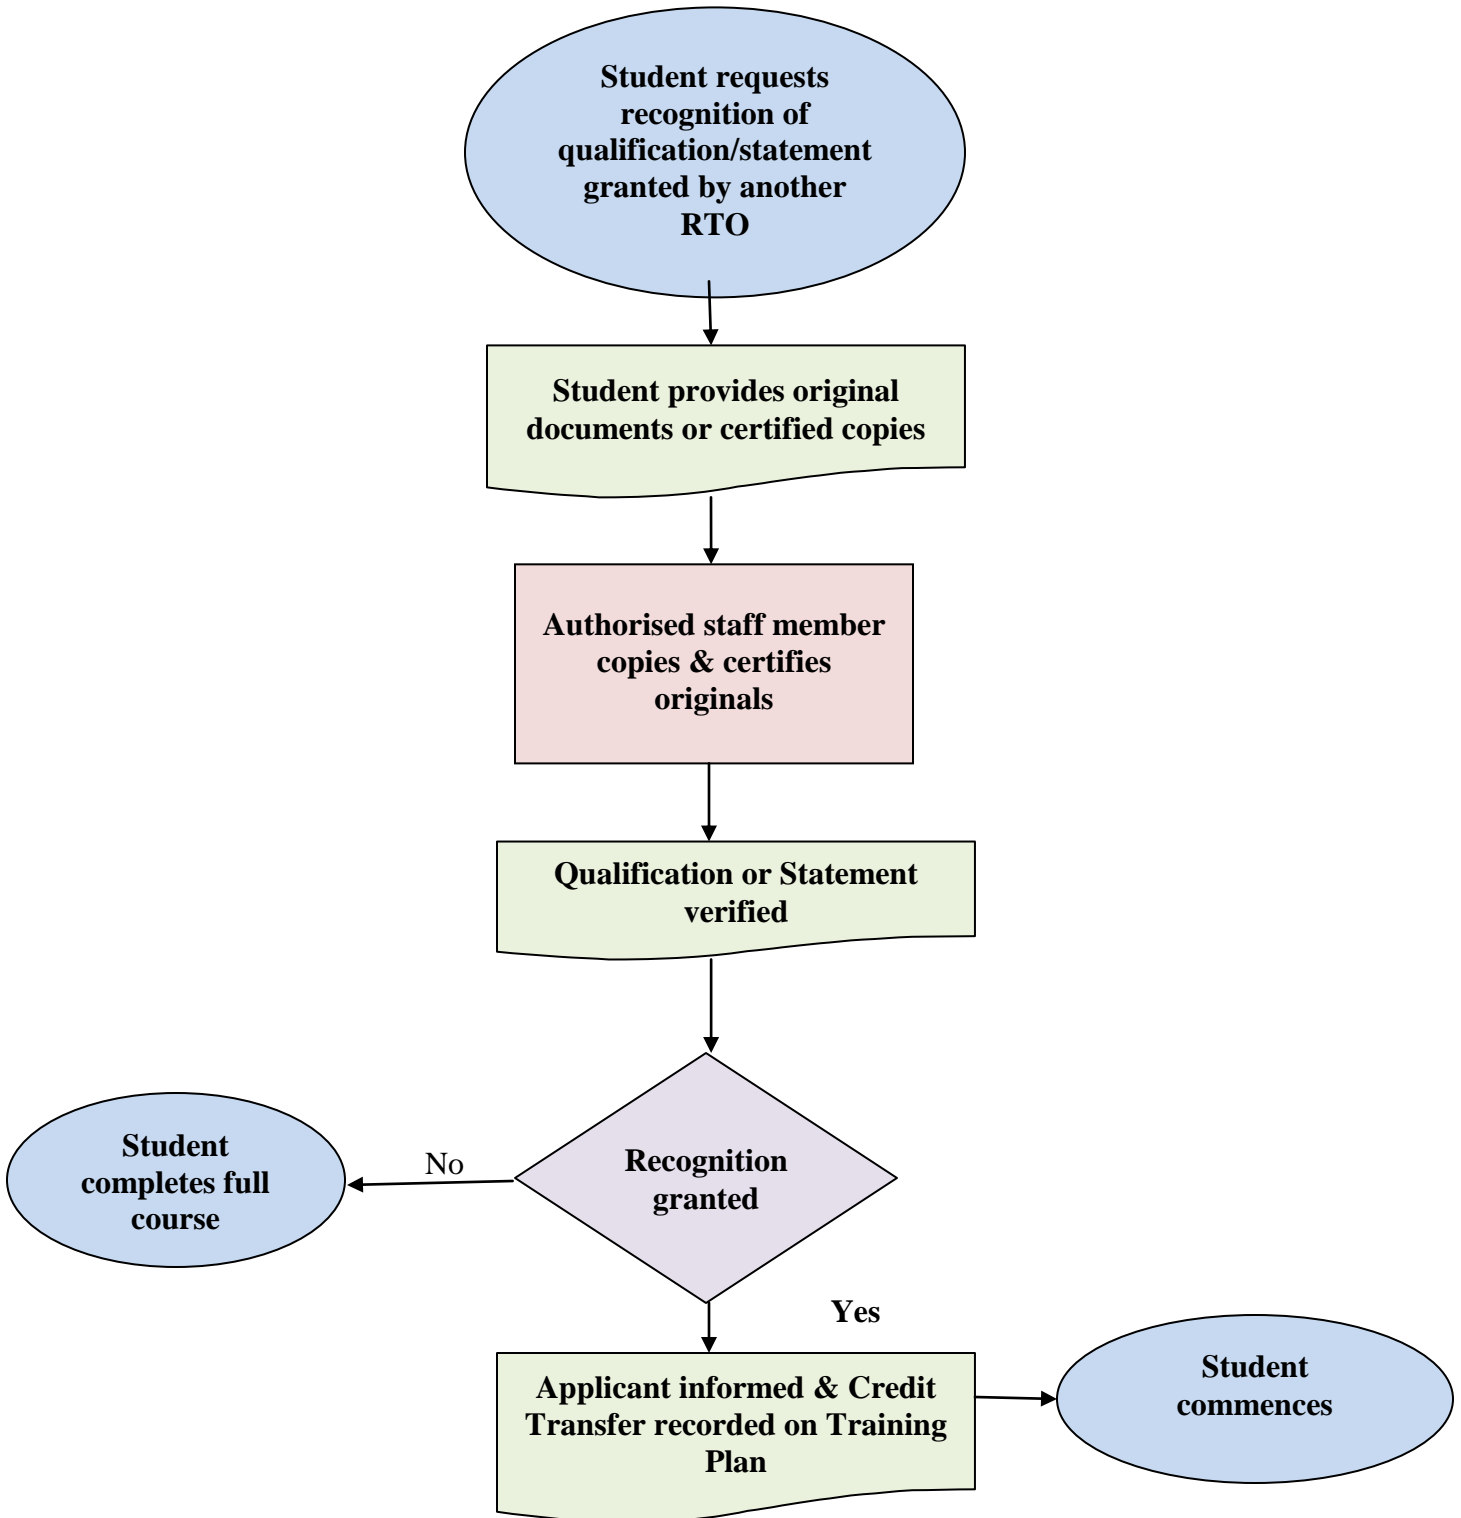 Student requests
recognition of
qualification/statement
granted by another
RTO
Student provides original
documents or certified copies
Authorised staff member
copies & certifies
originals
Qualification or Statement
verified
Recognition
granted
No
Student
completes full
course
Yes
Applicant informed & Credit
Transfer recorded on Training
Plan
Student
commences